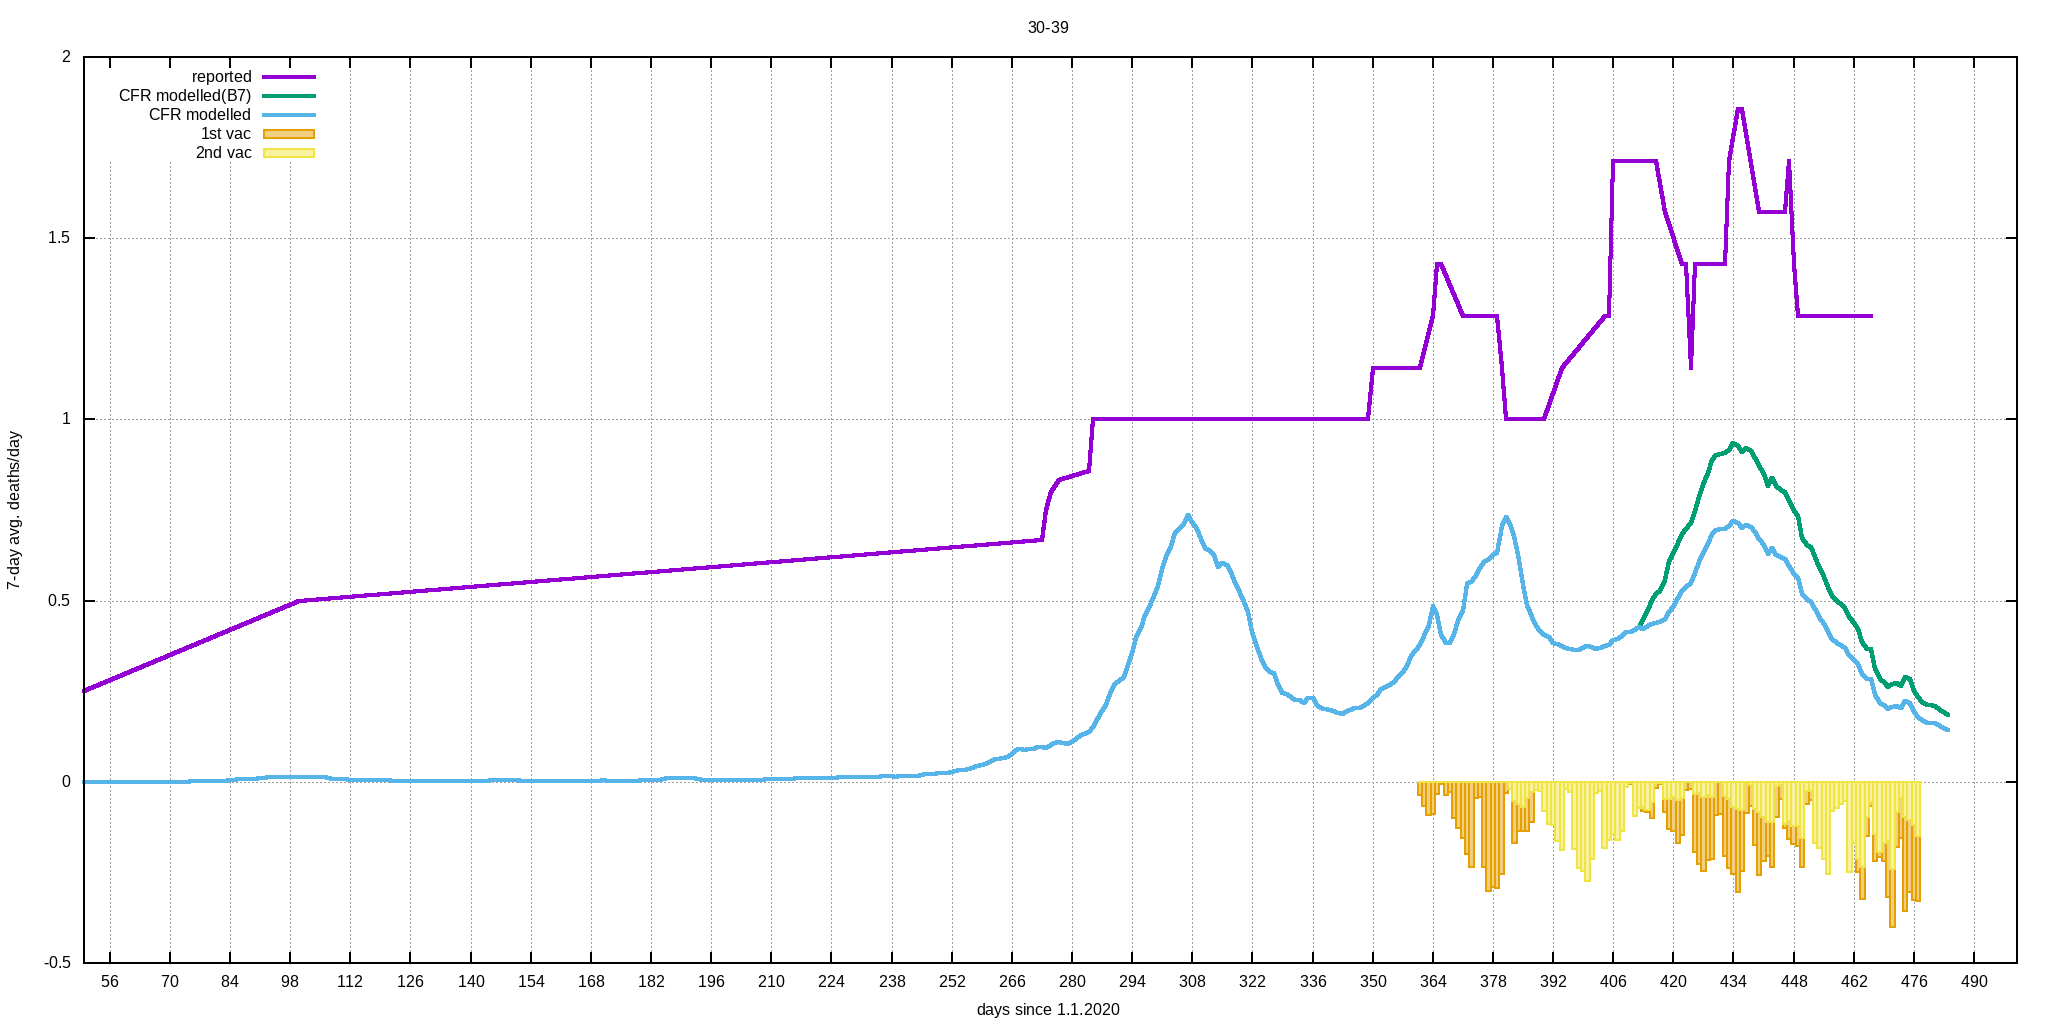 30-39
2
1.5
1
0.5
0
-0.5
7-day avg. deaths/day
reported
CFR modelled(B7)
CFR modelled
1st vac
2nd vac
56 70 84 98 112 126 140 154 168 182 196 210 224 238 252 266 280 294 308 322 336 350 364 378 392 406 420 434 448 462 476 490
days since 1.1.2020